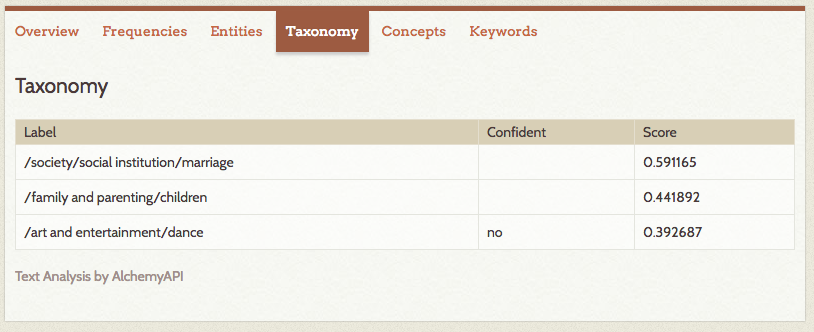 Overview Frequencies Entities Taxonomy Concepts Keywords
Taxonomy
Label Confident Score
/society/social institution/marriage 0.591165
/family and parenting/children 0.441892
/art and entertainment/dance no 0.392687
Text Analysis by AlchemyAPI